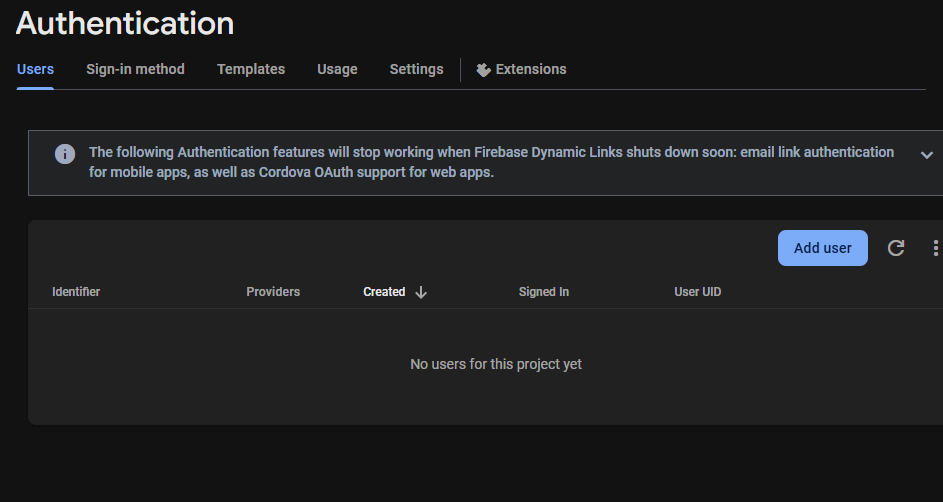 Authentication
Users Sign-in method Templates Usage Settings Extensions
The following Authentication features will stop working when Firebase Dynamic Links shuts down soon: email link authentication
for mobile apps, as well as Cordova OAuth support for web apps.
Add user
Identifier Providers Created Signed In User UID
No users for this project yet